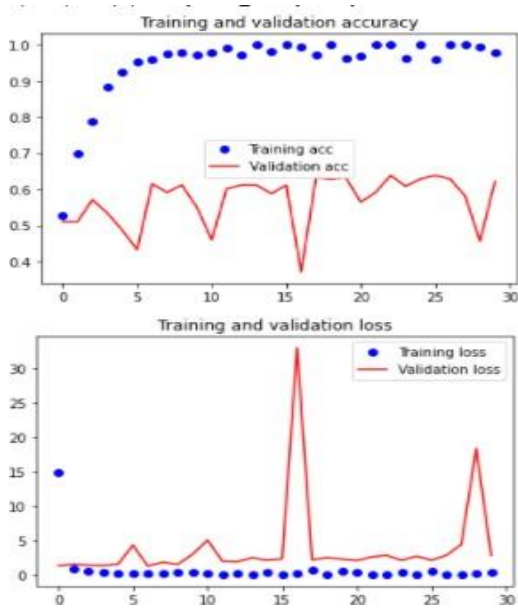 Training and validation accuracy
1.0
0.9
0.8
0.7
0.6
0.5
0.4
Training acc
Validation acc
0 5 10 15 20 25 30
Training and validation loss
30
25
20
15
10
5
0
Training loss
Validation loss
0 5 10 15 20 25 30